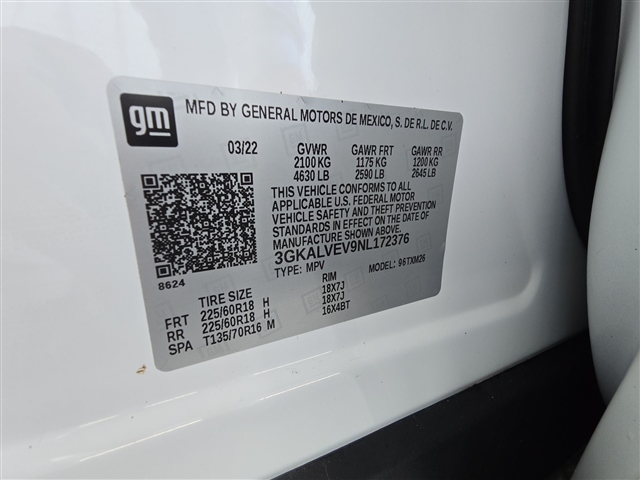 gm
MFD BY GENERAL MOTORS DE MEXICO, S. DE R.L. DE C.V.
03/22 GVWR GAWR FRT GAWR RR
2100 KG 1175 KG 1200 KG
4630 LB 2590 LB 2645 LB
THIS VEHICLE CONFORMS TO ALL
APPLICABLE U.S. FEDERAL MOTOR
VEHICLE SAFETY AND THEFT PREVENTION
STANDARDS IN EFFECT ON THE DATE OF
MANUFACTURE SHOWN ABOVE.
3GKALVEV9NL172376
TYPE: MPV MODEL: 96TXM26
8624
TIRE SIZE RIM
FRT 225/60R18 H 18X7J
RR 225/60R18 H 18X7J
SPA T135/70R16 M 16X4BT